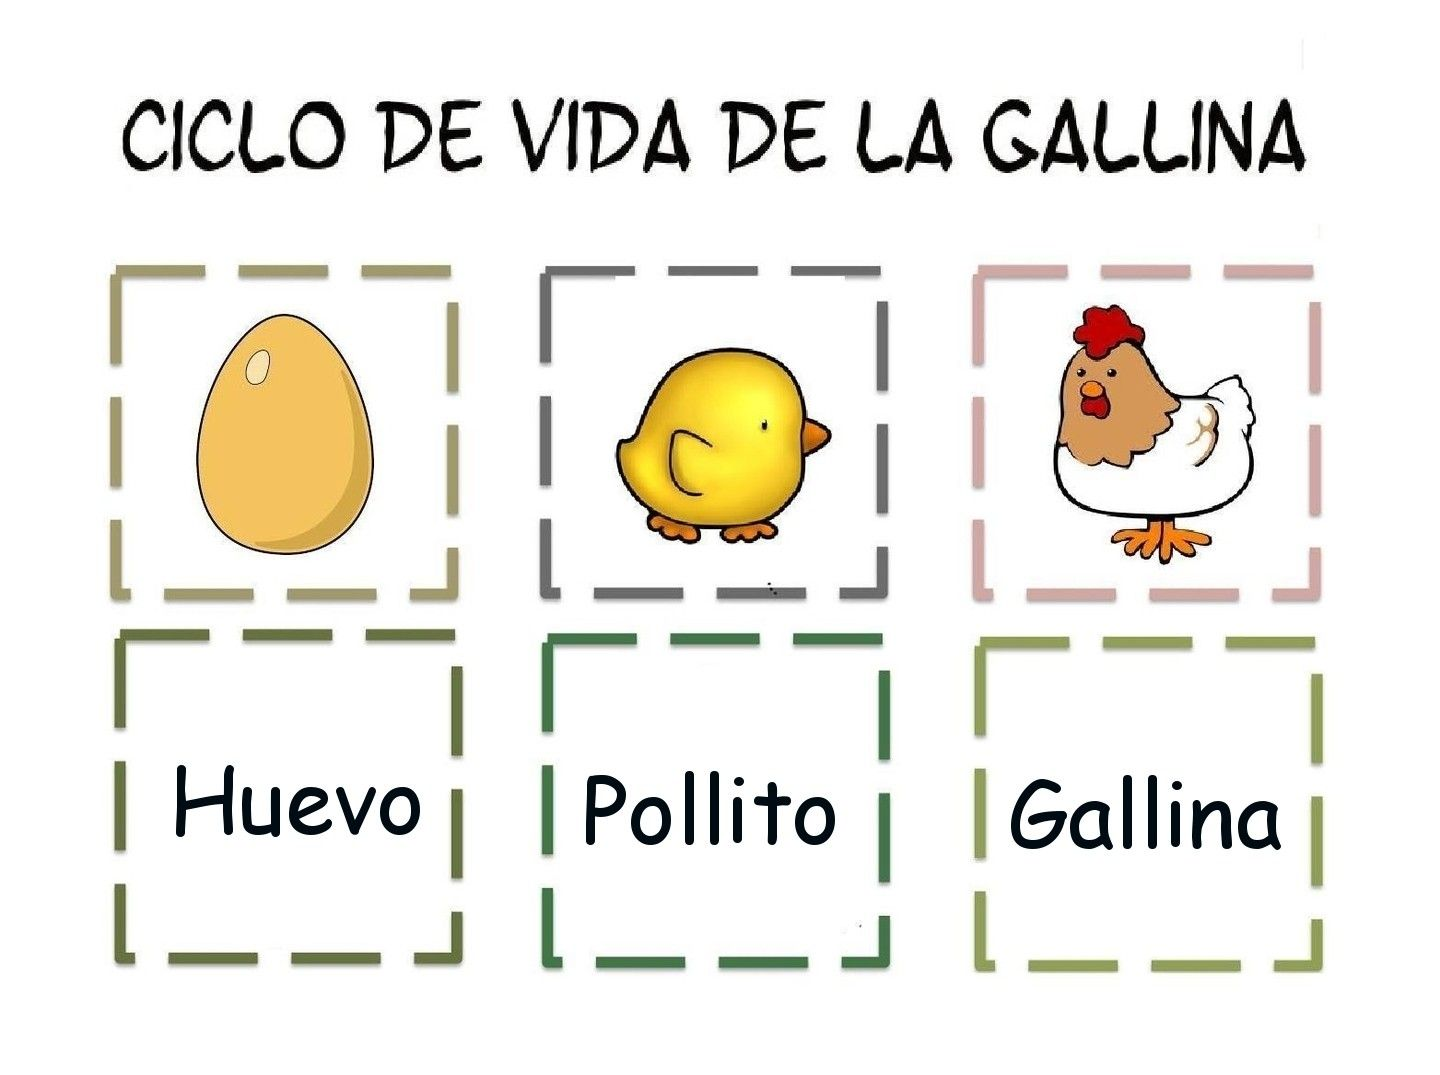 CICLO DE VIDA DE LA GALLINA
Huevo
Pollito
Gallina